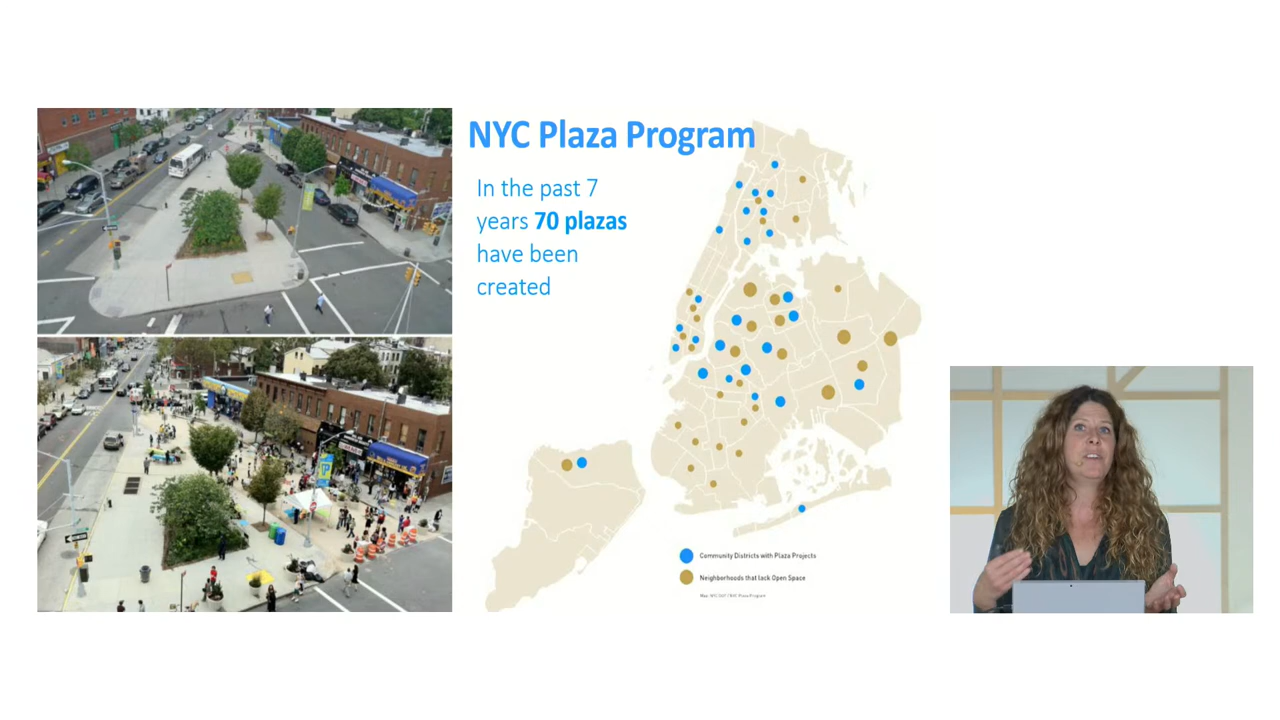 NYC Plaza Program
In the past 7
years 70 plazas
have been
created
Community Districts with Plaza Projects
Neighborhoods that lack Open Space